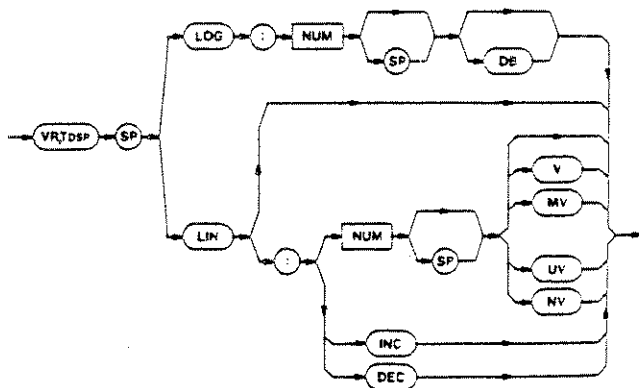 LOG : NUM SP DB
VRTDSP SP
V
MV
LIN : NUM SP
UV
NV
INC
DEC